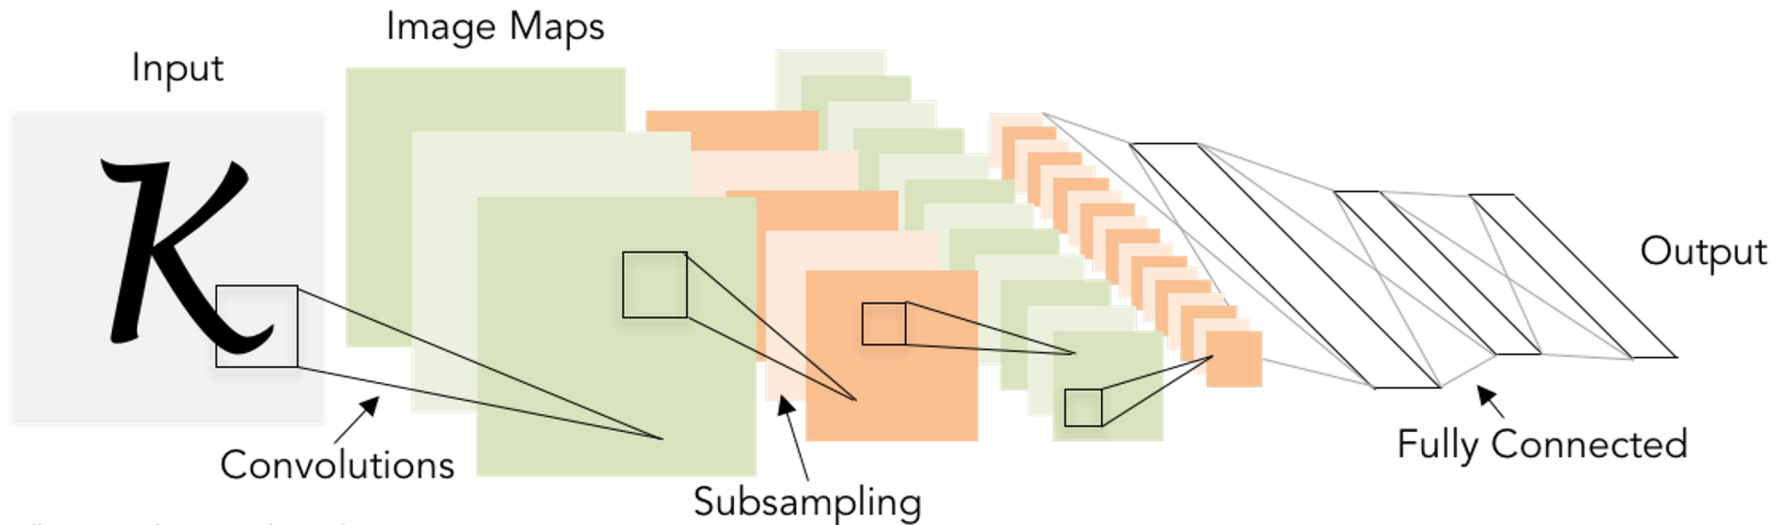 Input
Image Maps
K
Convolutions
Subsampling
Fully Connected
Output